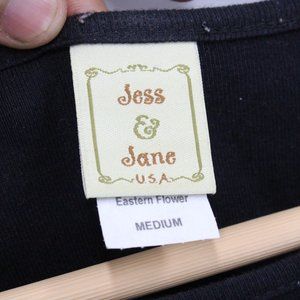 Jess
&
Jane
U.S.A.
Eastern Flower
MEDIUM